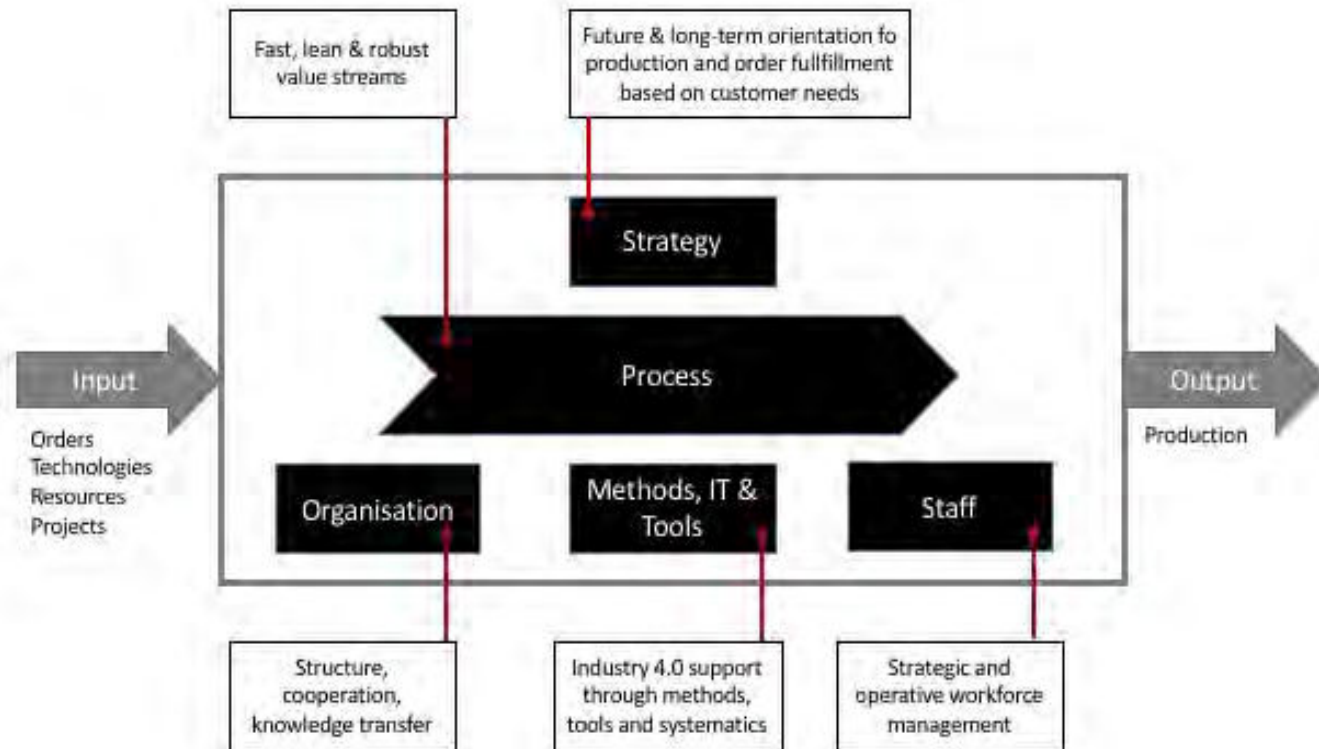 Fast, lean & robust
value streams
Future & long-term orientation fo
production and order fullfillment
based on customer needs
Strategy
Process
Input
Orders
Technologies
Resources
Projects
Output
Production
Organisation
Methods, IT &
Tools
Staff
Structure,
cooperation,
knowledge transfer
Industry 4.0 support
through methods,
tools and systematics
Strategic and
operative workforce
management